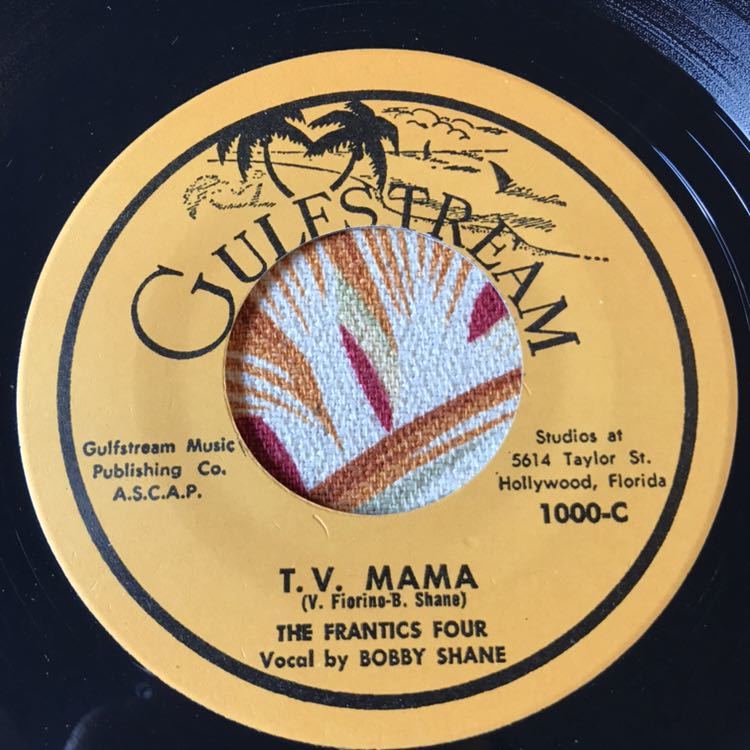 GULFSTREAM
Gulfstream Music
Publishing Co.
A.S.C.A.P.
Studios at
5614 Taylor St.
Hollywood, Florida
1000-C
T. V. MAMA
(V. Fiorino-B. Shane)
THE FRANTICS FOUR
Vocal by BOBBY SHANE